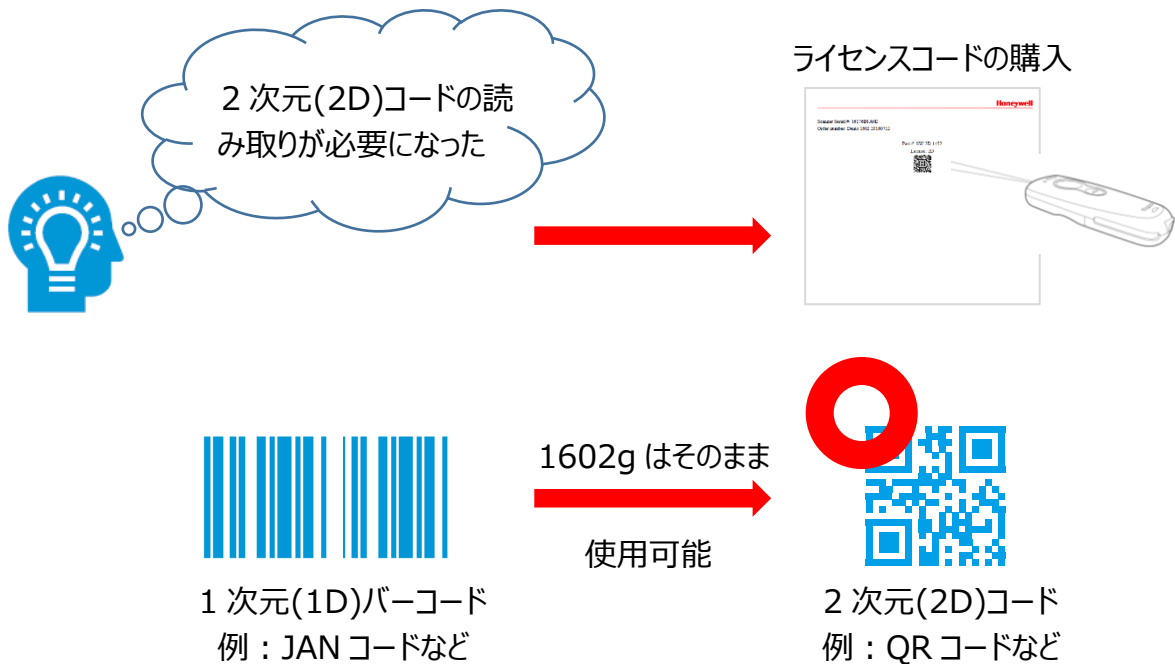 2 次元(2D)コードの読
み取りが必要になった
ライセンスコードの購入
Honeywell
1602g はそのまま
使用可能
1 次元(1D)バーコード
例：JAN コードなど
2 次元(2D)コード
例：QR コードなど